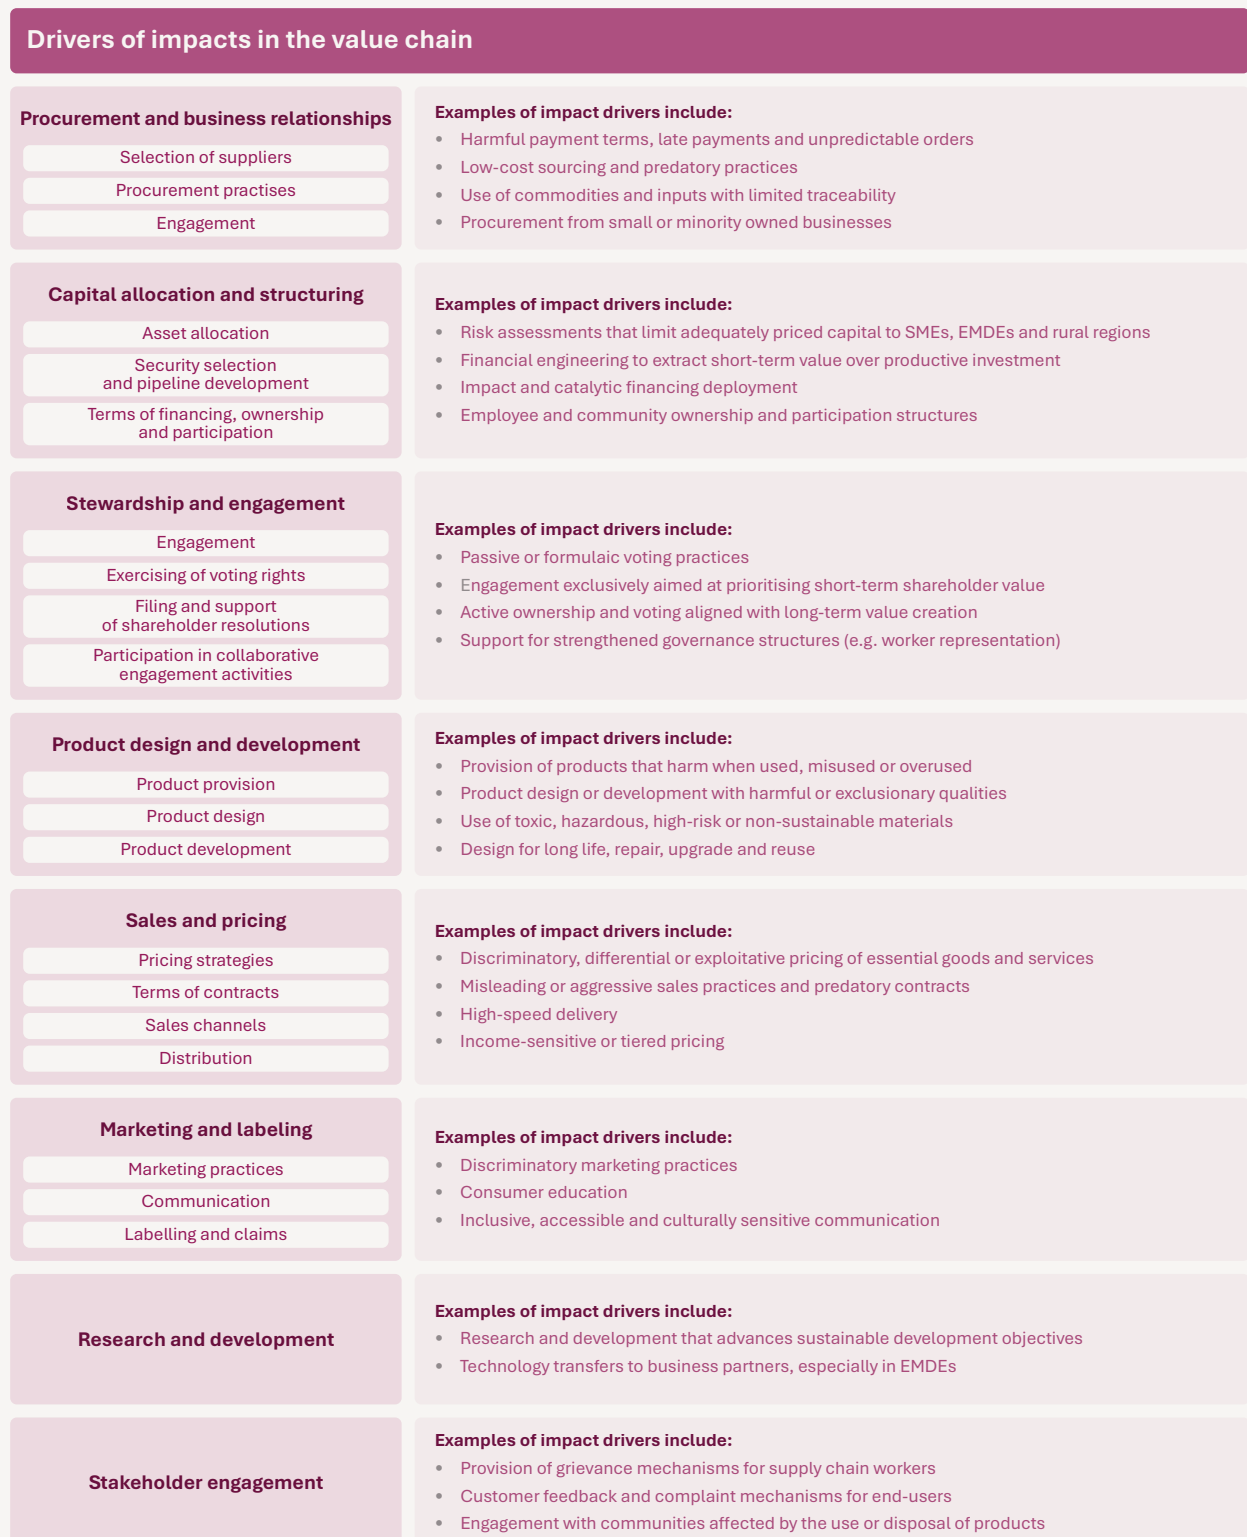 Drivers of impacts in the value chain
Procurement and business relationships
Selection of suppliers
Procurement practises
Engagement
Examples of impact drivers include:
• Harmful payment terms, late payments and unpredictable orders
• Low-cost sourcing and predatory practices
• Use of commodities and inputs with limited traceability
• Procurement from small or minority owned businesses
Capital allocation and structuring
Asset allocation
Security selection
and pipeline development
Terms of financing, ownership
and participation
Examples of impact drivers include:
• Risk assessments that limit adequately priced capital to SMEs, EMDEs and rural regions
• Financial engineering to extract short-term value over productive investment
• Impact and catalytic financing deployment
• Employee and community ownership and participation structures
Stewardship and engagement
Engagement
Exercising of voting rights
Filing and support
of shareholder resolutions
Participation in collaborative
engagement activities
Examples of impact drivers include:
• Passive or formulaic voting practices
• Engagement exclusively aimed at prioritising short-term shareholder value
• Active ownership and voting aligned with long-term value creation
• Support for strengthened governance structures (e.g. worker representation)
Product design and development
Product provision
Product design
Product development
Examples of impact drivers include:
• Provision of products that harm when used, misused or overused
• Product design or development with harmful or exclusionary qualities
• Use of toxic, hazardous, high-risk or non-sustainable materials
• Design for long life, repair, upgrade and reuse
Sales and pricing
Pricing strategies
Terms of contracts
Sales channels
Distribution
Examples of impact drivers include:
• Discriminatory, differential or exploitative pricing of essential goods and services
• Misleading or aggressive sales practices and predatory contracts
• High-speed delivery
• Income-sensitive or tiered pricing
Marketing and labeling
Marketing practices
Communication
Labelling and claims
Examples of impact drivers include:
• Discriminatory marketing practices
• Consumer education
• Inclusive, accessible and culturally sensitive communication
Research and development
Examples of impact drivers include:
• Research and development that advances sustainable development objectives
• Technology transfers to business partners, especially in EMDEs
Stakeholder engagement
Examples of impact drivers include:
• Provision of grievance mechanisms for supply chain workers
• Customer feedback and complaint mechanisms for end-users
• Engagement with communities affected by the use or disposal of products